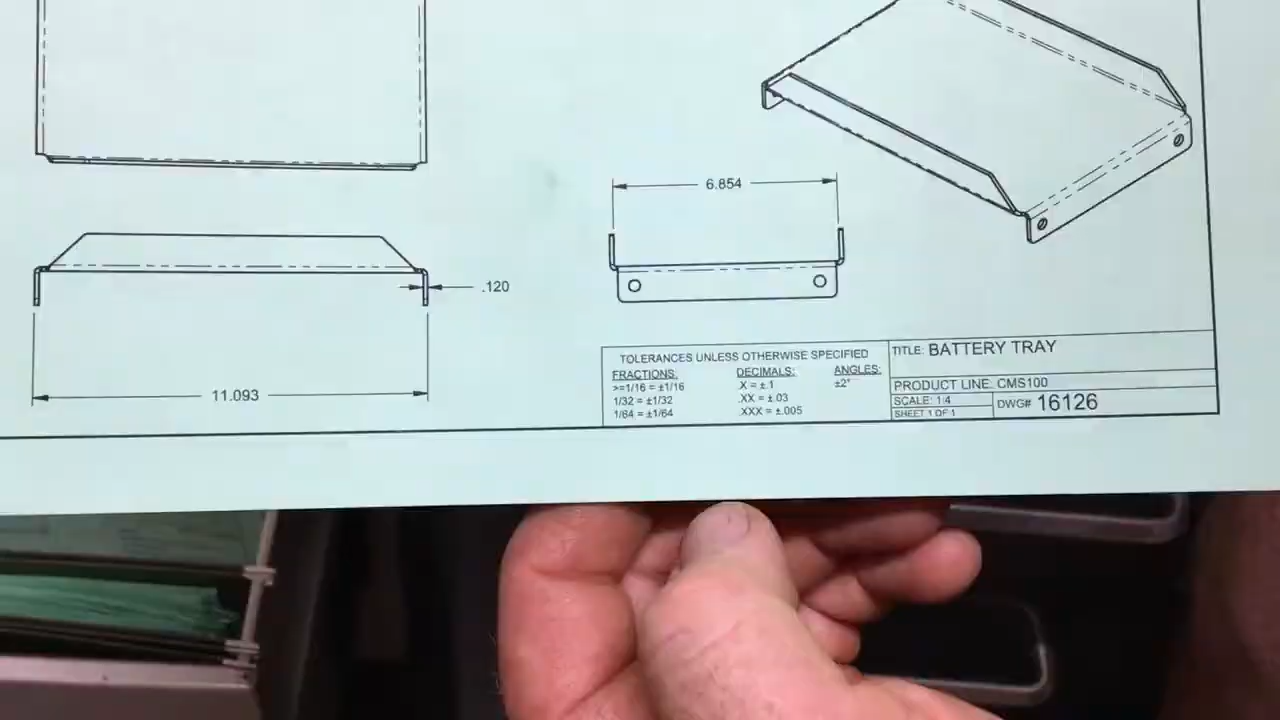 6.854
.120
11.093
TOLERANCES UNLESS OTHERWISE SPECIFIED
FRACTIONS:
>=1/16 = ±1/16
1/32 = ±1/32
1/64 = ±1/64
DECIMALS:
.X = ±.1
.XX = ±.03
.XXX = ±.005
ANGLES:
±2°
TITLE: BATTERY TRAY
PRODUCT LINE: CMS100
SCALE: 1:4
SHEET 1 OF 1
DWG# 16126